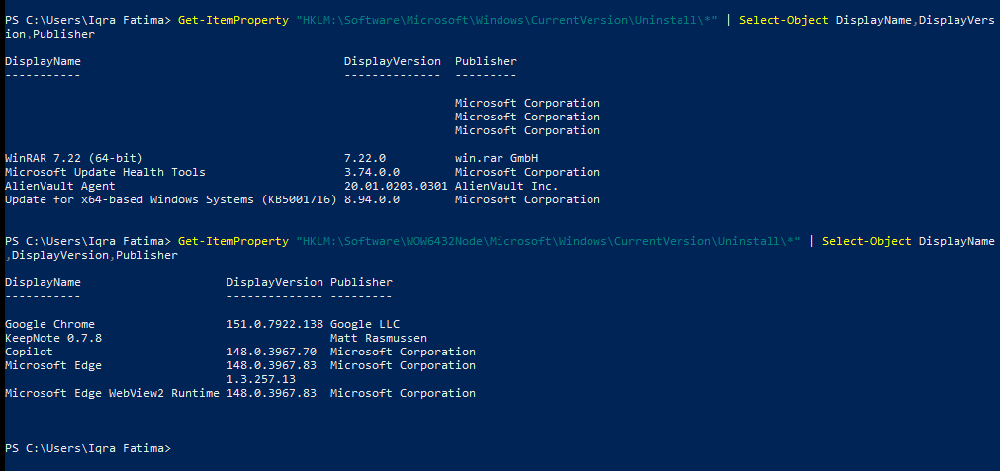 PS C:\Users\Iqra Fatima> Get-ItemProperty "HKLM:\Software\Microsoft\Windows\CurrentVersion\Uninstall\*" | Select-Object DisplayName,DisplayVers
ion,Publisher
DisplayName DisplayVersion Publisher
----------- -------------- ---------
Microsoft Corporation
Microsoft Corporation
Microsoft Corporation
WinRAR 7.22 (64-bit) 7.22.0 win.rar GmbH
Microsoft Update Health Tools 3.74.0.0 Microsoft Corporation
AlienVault Agent 20.01.0203.0301 AlienVault Inc.
Update for x64-based Windows Systems (KB5001716) 8.94.0.0 Microsoft Corporation
PS C:\Users\Iqra Fatima> Get-ItemProperty "HKLM:\Software\WOW6432Node\Microsoft\Windows\CurrentVersion\Uninstall\*" | Select-Object DisplayName
,DisplayVersion,Publisher
DisplayName DisplayVersion Publisher
----------- -------------- ---------
Google Chrome 151.0.7922.138 Google LLC
KeepNote 0.7.8 Matt Rasmussen
Copilot 148.0.3967.70 Microsoft Corporation
Microsoft Edge 148.0.3967.83 Microsoft Corporation
1.3.257.13
Microsoft Edge WebView2 Runtime 148.0.3967.83 Microsoft Corporation
PS C:\Users\Iqra Fatima>